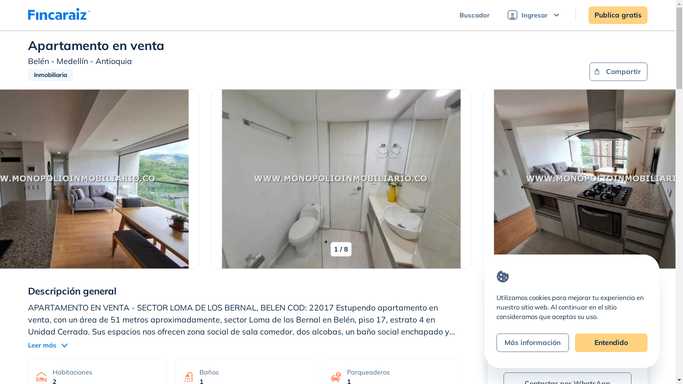 Fincaraiz
Buscador
Ingresar
Publica gratis
Apartamento en venta
Belén - Medellín - Antioquia
Inmobiliaria
Compartir
WWW.MONOPOLIOINMOBILIARIO.CO
WWW.MONOPOLIOINMOBILIARIO.CO
WWW.MONOPOLIOINMOBILIARIO.CO
1 / 8
Descripción general
APARTAMENTO EN VENTA - SECTOR LOMA DE LOS BERNAL, BELEN COD: 22017 Estupendo apartamento en
venta, con un área de 51 metros aproximadamente, sector Loma de los Bernal en Belén, piso 17, estrato 4 en
Unidad Cerrada. Sus espacios nos ofrecen zona social de sala comedor, dos alcobas, un baño social enchapado y...
Leer más
Habitaciones
2
Baños
1
Parqueaderos
1
Utilizamos cookies para mejorar tu experiencia en
nuestro sitio web. Al continuar en el sitio
consideramos que aceptas su uso.
Más información
Entendido
Contactar por WhatsApp